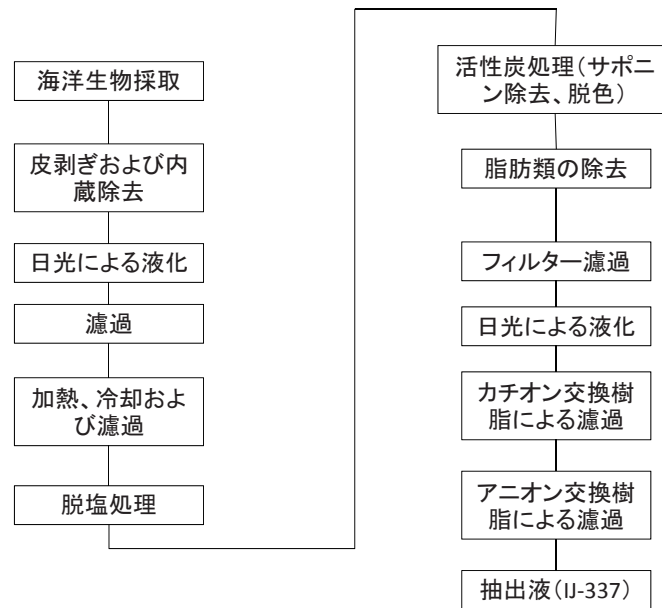 海洋生物採取
皮剥ぎおよび内
蔵除去
日光による液化
濾過
加熱、冷却およ
び濾過
脱塩処理
活性炭処理（サポニ
ン除去、脱色）
脂肪類の除去
フィルター濾過
日光による液化
カチオン交換樹
脂による濾過
アニオン交換樹
脂による濾過
抽出液（IJ-337）